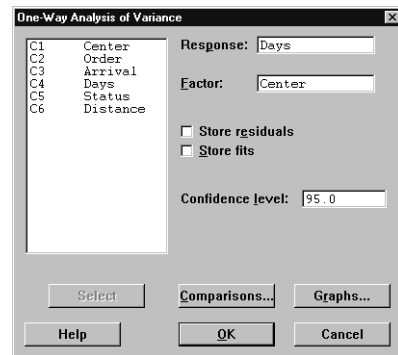 One-Way Analysis of Variance
C1 Center
C2 Order
C3 Arrival
C4 Days
C5 Status
C6 Distance
Response: Days
Factor: Center
Store residuals
Store fits
Confidence level: 95.0
Select
Comparisons...
Graphs...
Help
OK
Cancel